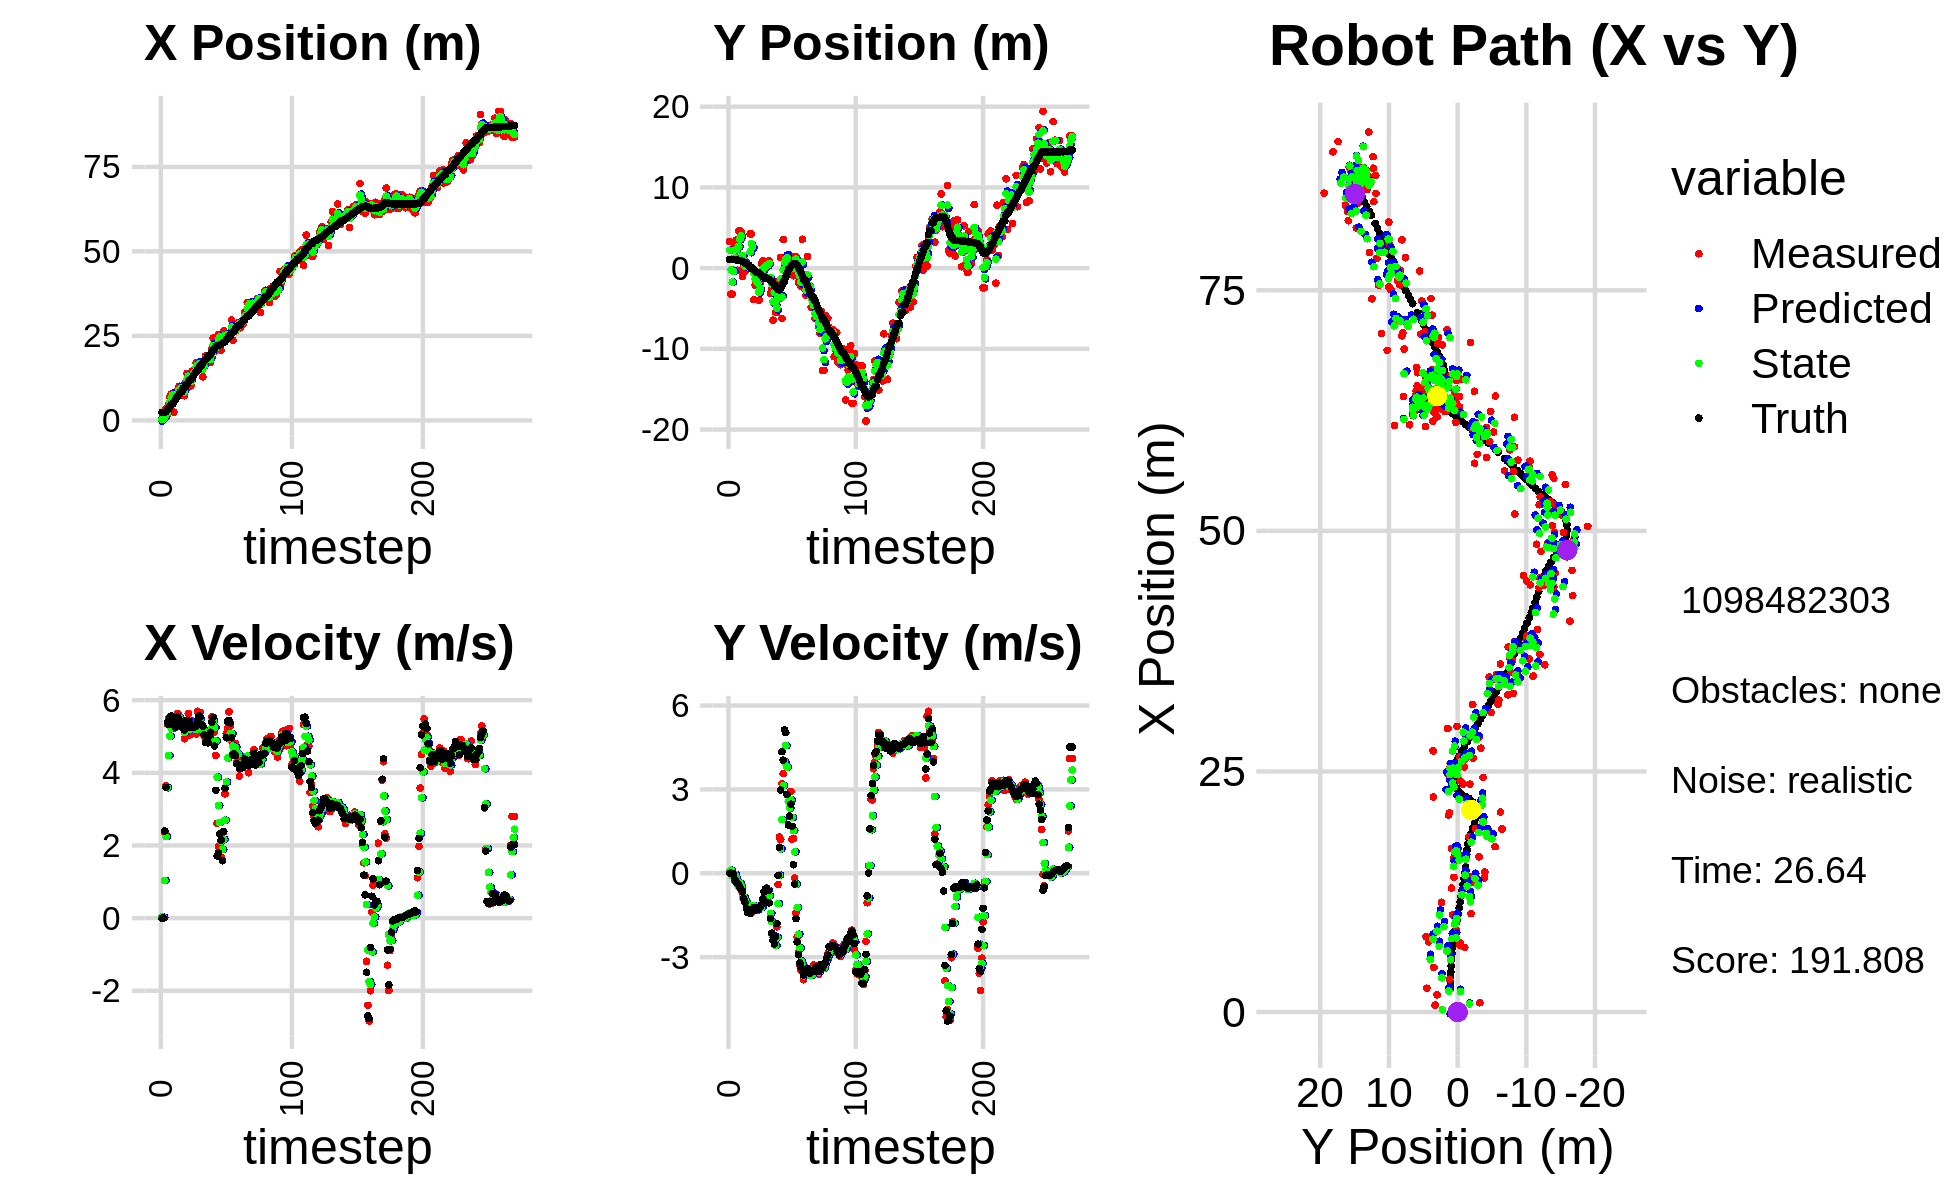 X Position (m)
75
50
25
0
0
100
200
timestep
Y Position (m)
20
10
0
-10
-20
0
100
200
timestep
X Velocity (m/s)
6
4
2
0
-2
0
100
200
timestep
Y Velocity (m/s)
6
3
0
-3
0
100
200
timestep
Robot Path (X vs Y)
X Position (m)
75
50
25
0
20 10 0 -10 -20
Y Position (m)
variable
Measured
Predicted
State
Truth
1098482303
Obstacles: none
Noise: realistic
Time: 26.64
Score: 191.808